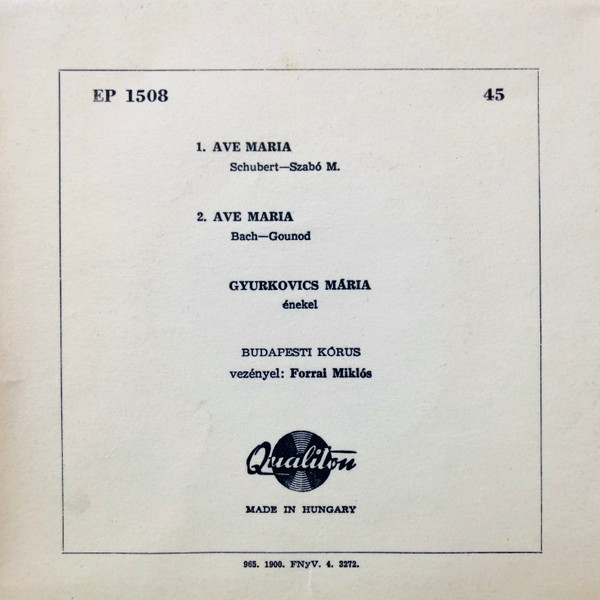 EP 1508 45
1. AVE MARIA
Schubert—Szabó M.
2. AVE MARIA
Bach—Gounod
GYURKOVICS MÁRIA
énekel
BUDAPESTI KÓRUS
vezényel: Forrai Miklós
Qualiton
MADE IN HUNGARY
965. 1900. FNyV. 4. 3272.